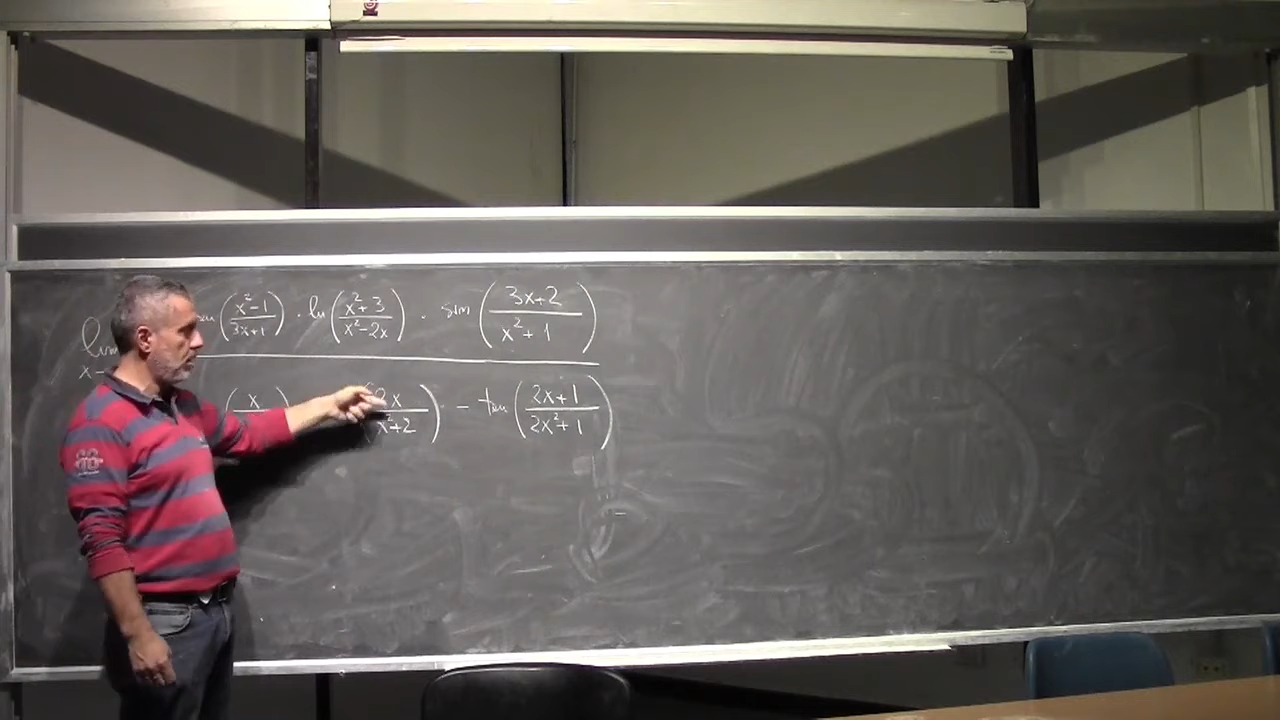 lim (x²-1 / 3x+1) · ln (x²+3 / x²-2x) · sin (3x+2 / x²+1)
x→
(x (2x / x²+2) - tan (2x+1 / 2x²+1)